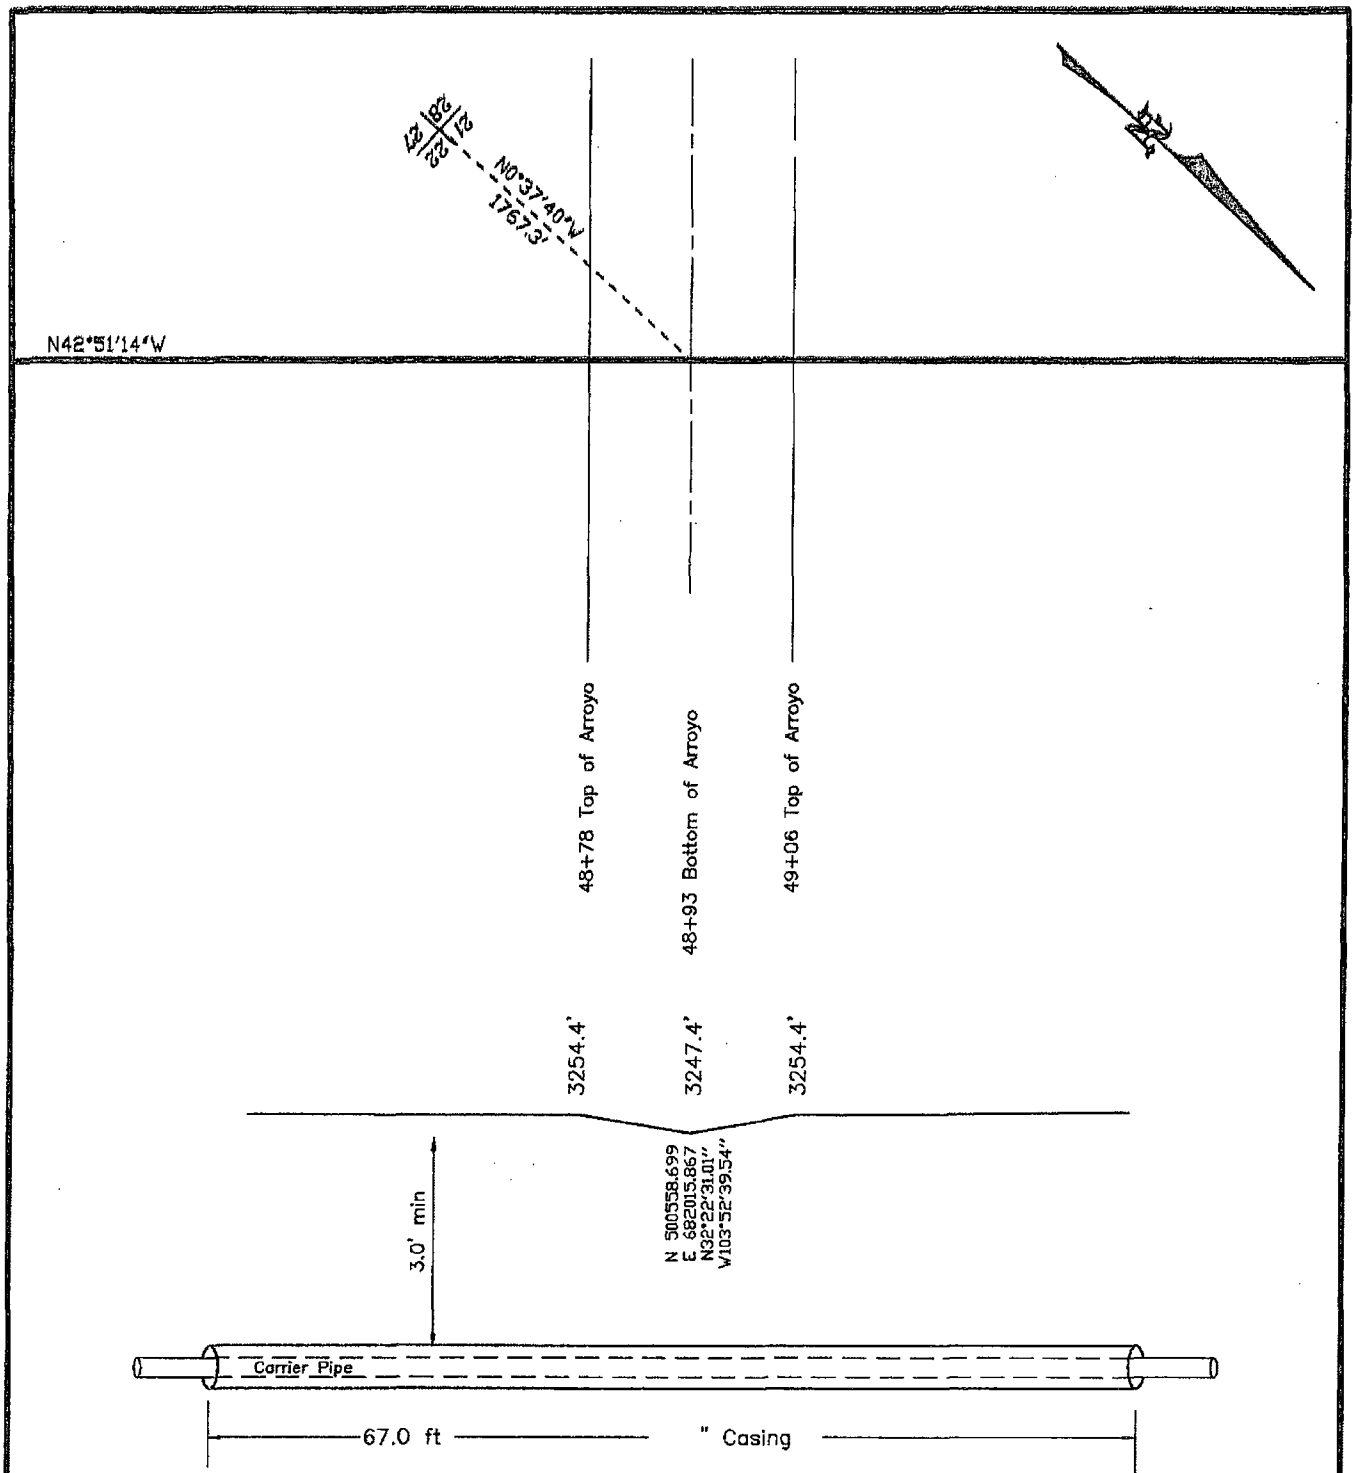 28
21
27
22
N0°37'40"W
1767.3'
N42°51'14"W
48+78 Top of Arroyo
48+93 Bottom of Arroyo
49+06 Top of Arroyo
3254.4'
3247.4'
3254.4'
N 500558.699
E 682015.867
N32°22'31.01"
W103°52'39.54"
3.0' min
Carrier Pipe
67.0 ft
" Casing